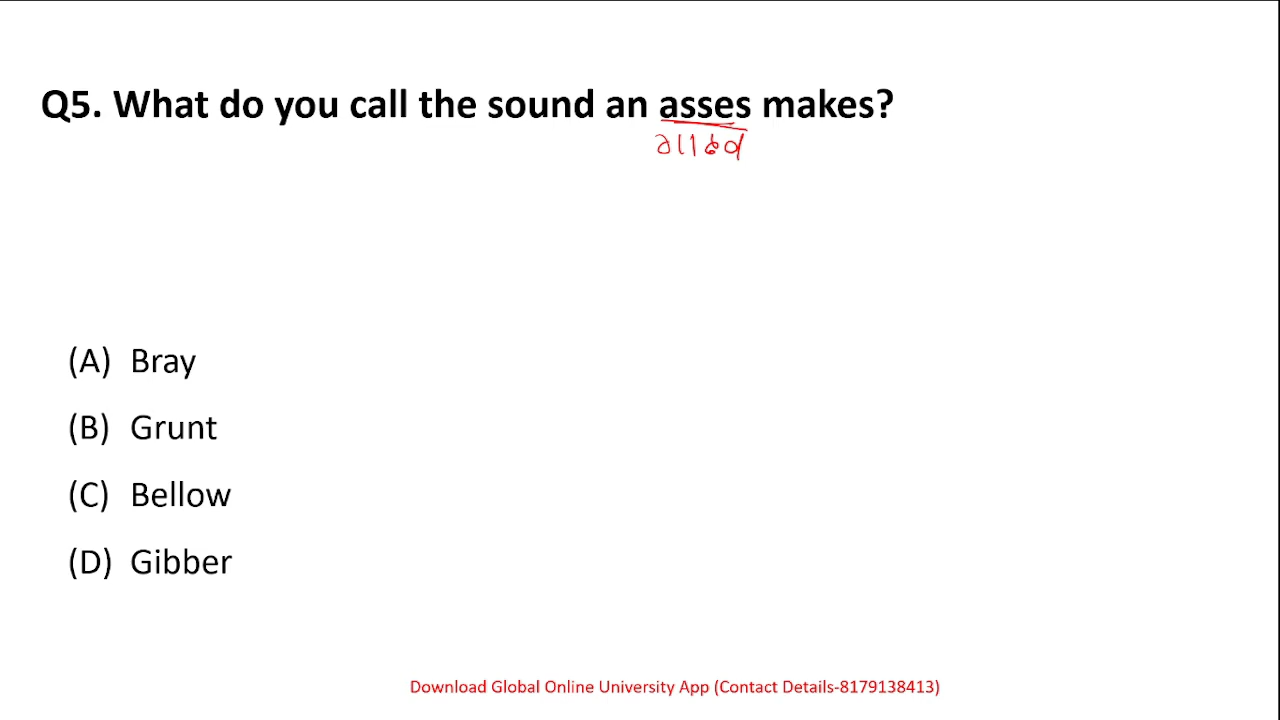 Q5. What do you call the sound an asses makes?
(A) Bray
(B) Grunt
(C) Bellow
(D) Gibber
Download Global Online University App (Contact Details-8179138413)